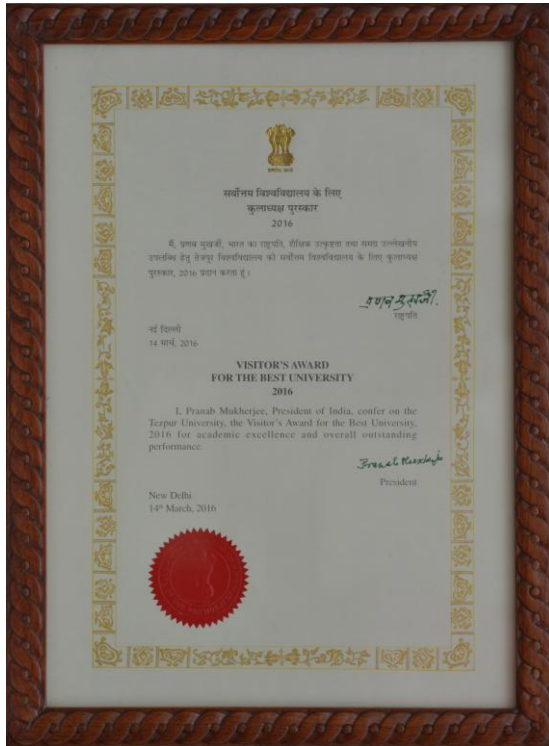 सर्वोत्तम विश्वविद्यालय के लिए
कुलाध्यक्ष पुरस्कार
2016
मैं, प्रणब मुखर्जी, भारत का राष्ट्रपति, शैक्षिक उत्कृष्टता तथा समग्र उल्लेखनीय
उपलब्धि हेतु तेजपुर विश्वविद्यालय को सर्वोत्तम विश्वविद्यालय के लिए कुलाध्यक्ष
पुरस्कार, 2016 प्रदान करता हूं।
प्रणब मुखर्जी.
राष्ट्रपति
नई दिल्ली
14 मार्च, 2016
VISITOR'S AWARD
FOR THE BEST UNIVERSITY
2016
I, Pranab Mukherjee, President of India, confer on the
Tezpur University, the Visitor's Award for the Best University,
2016 for academic excellence and overall outstanding
performance.
President
New Delhi
14th March, 2016